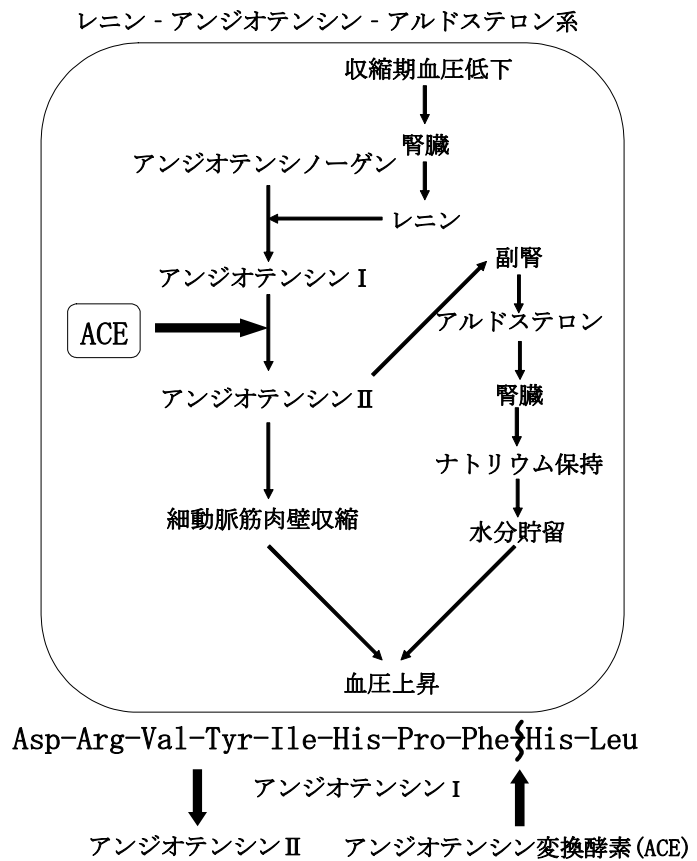 レニン‐アンジオテンシン‐アルドステロン系
収縮期血圧低下
腎臓
アンジオテンシノーゲン
レニン
副腎
アンジオテンシンⅠ
アルドステロン
ACE
アンジオテンシンⅡ
腎臓
ナトリウム保持
細動脈筋肉壁収縮
水分貯留
血圧上昇
Asp-Arg-Val-Tyr-Ile-His-Pro-Phe-His-Leu
アンジオテンシンⅠ
アンジオテンシンⅡ
アンジオテンシン変換酵素(ACE)